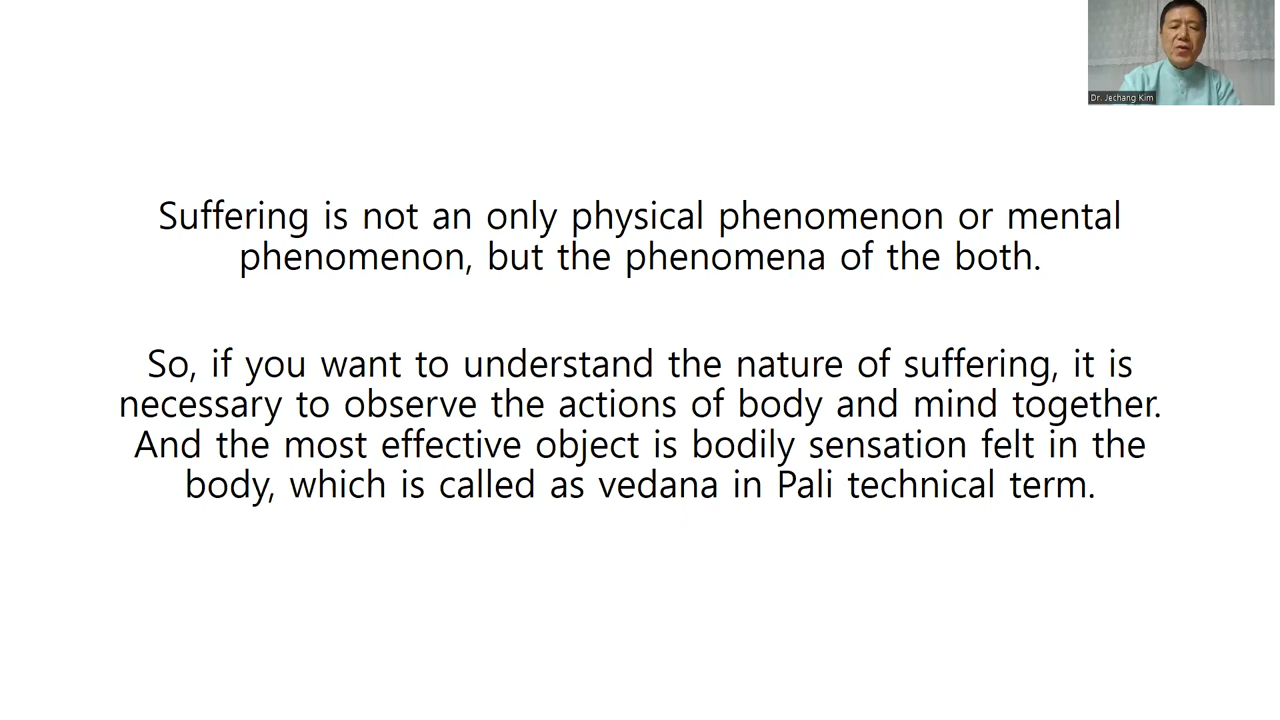 Dr. Jechang Kim
Suffering is not an only physical phenomenon or mental
phenomenon, but the phenomena of the both.
So, if you want to understand the nature of suffering, it is
necessary to observe the actions of body and mind together.
And the most effective object is bodily sensation felt in the
body, which is called as vedana in Pali technical term.